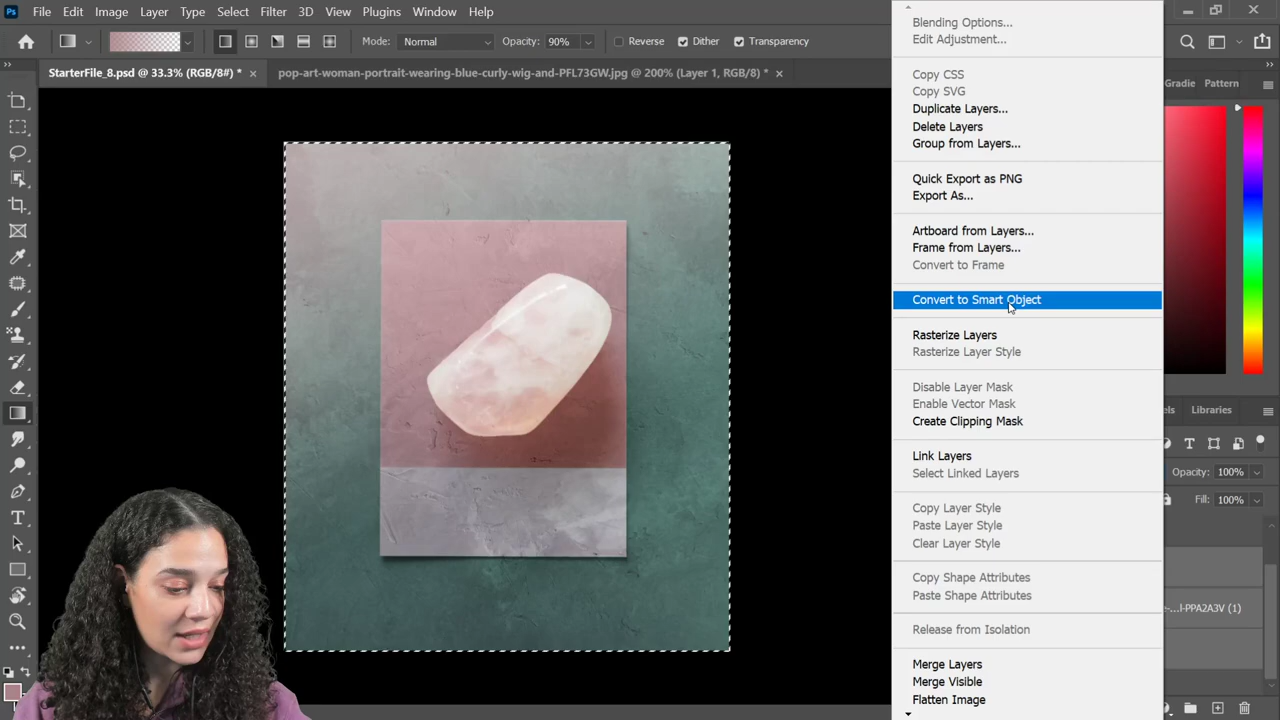 Ps File Edit Image Layer Type Select Filter 3D View Plugins Window Help
Mode: Normal Opacity: 90% Reverse Dither Transparency
StarterFile_8.psd @ 33.3% (RGB/8#) * pop-art-woman-portrait-wearing-blue-curly-wig-and-PFL73GW.jpg @ 200% (Layer 1, RGB/8) *
Blending Options...
Edit Adjustment...
Copy CSS
Copy SVG
Duplicate Layers...
Delete Layers
Group from Layers...
Quick Export as PNG
Export As...
Artboard from Layers...
Frame from Layers...
Convert to Frame
Convert to Smart Object
Rasterize Layers
Rasterize Layer Style
Disable Layer Mask
Enable Vector Mask
Create Clipping Mask
Link Layers
Select Linked Layers
Copy Layer Style
Paste Layer Style
Clear Layer Style
Copy Shape Attributes
Paste Shape Attributes
Release from Isolation
Merge Layers
Merge Visible
Flatten Image
Gradie Pattern
els Libraries
Opacity: 100%
Fill: 100%
e-...l-PPA2A3V (1)